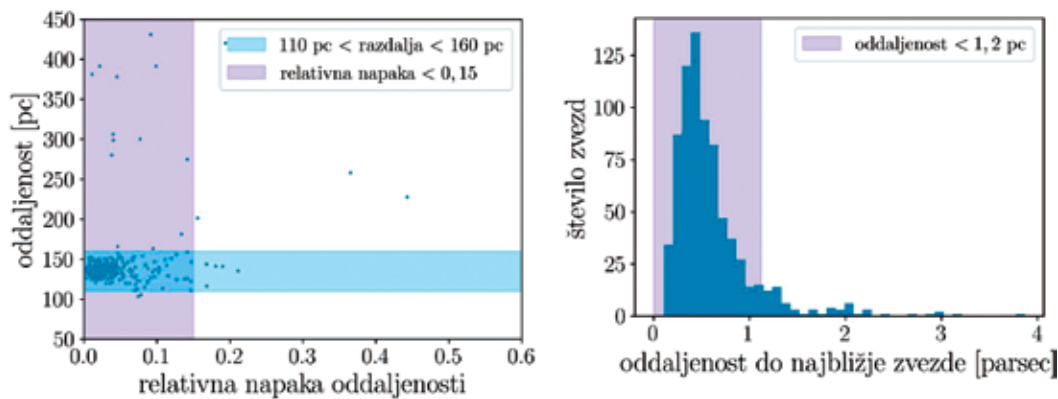 450
400
350
300
250
200
150
100
50
oddaljenost [pc]
110 pc < razdalja < 160 pc
relativna napaka < 0, 15
0.0 0.1 0.2 0.3 0.4 0.5 0.6
relativna napaka oddaljenosti
125
100
75
50
25
0
število zvezd
oddaljenost < 1, 2 pc
0 1 2 3 4
oddaljenost do najbližje zvezde [parsec]